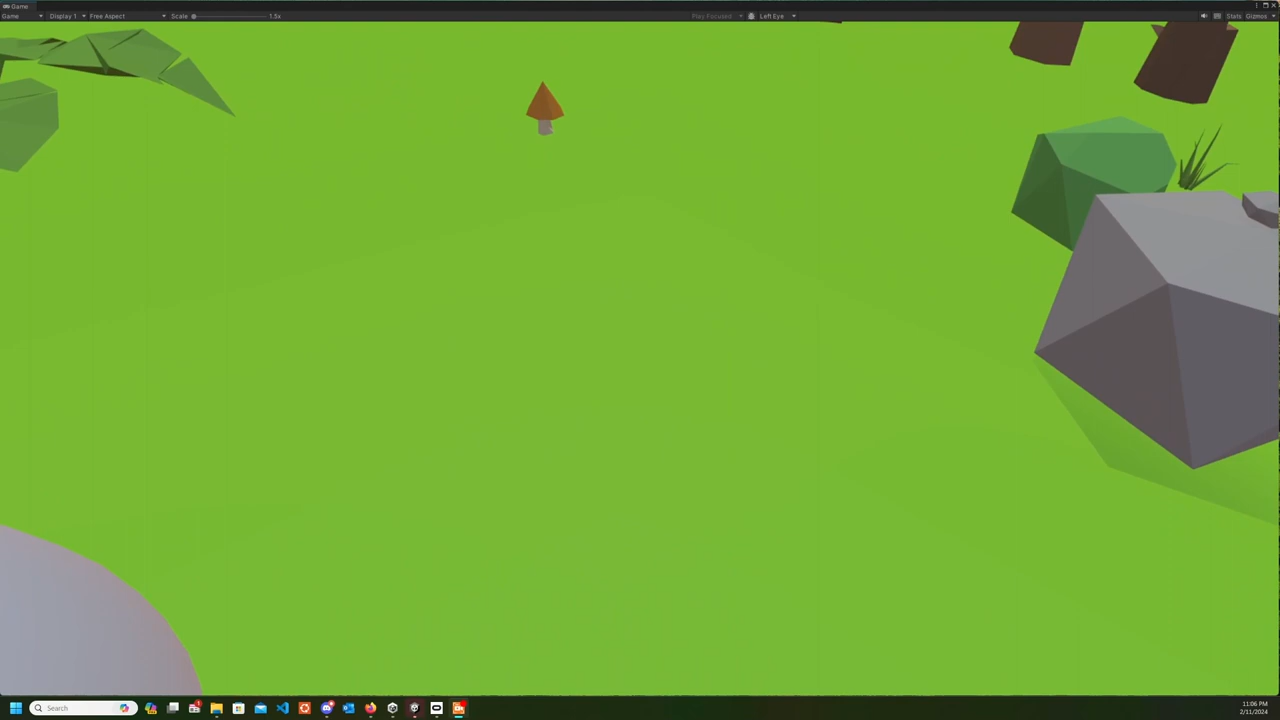 Game
Game Display 1 Free Aspect Scale 1.5x Play Focused Left Eye Stats Gizmos
Search
11:06 PM
2/11/2024